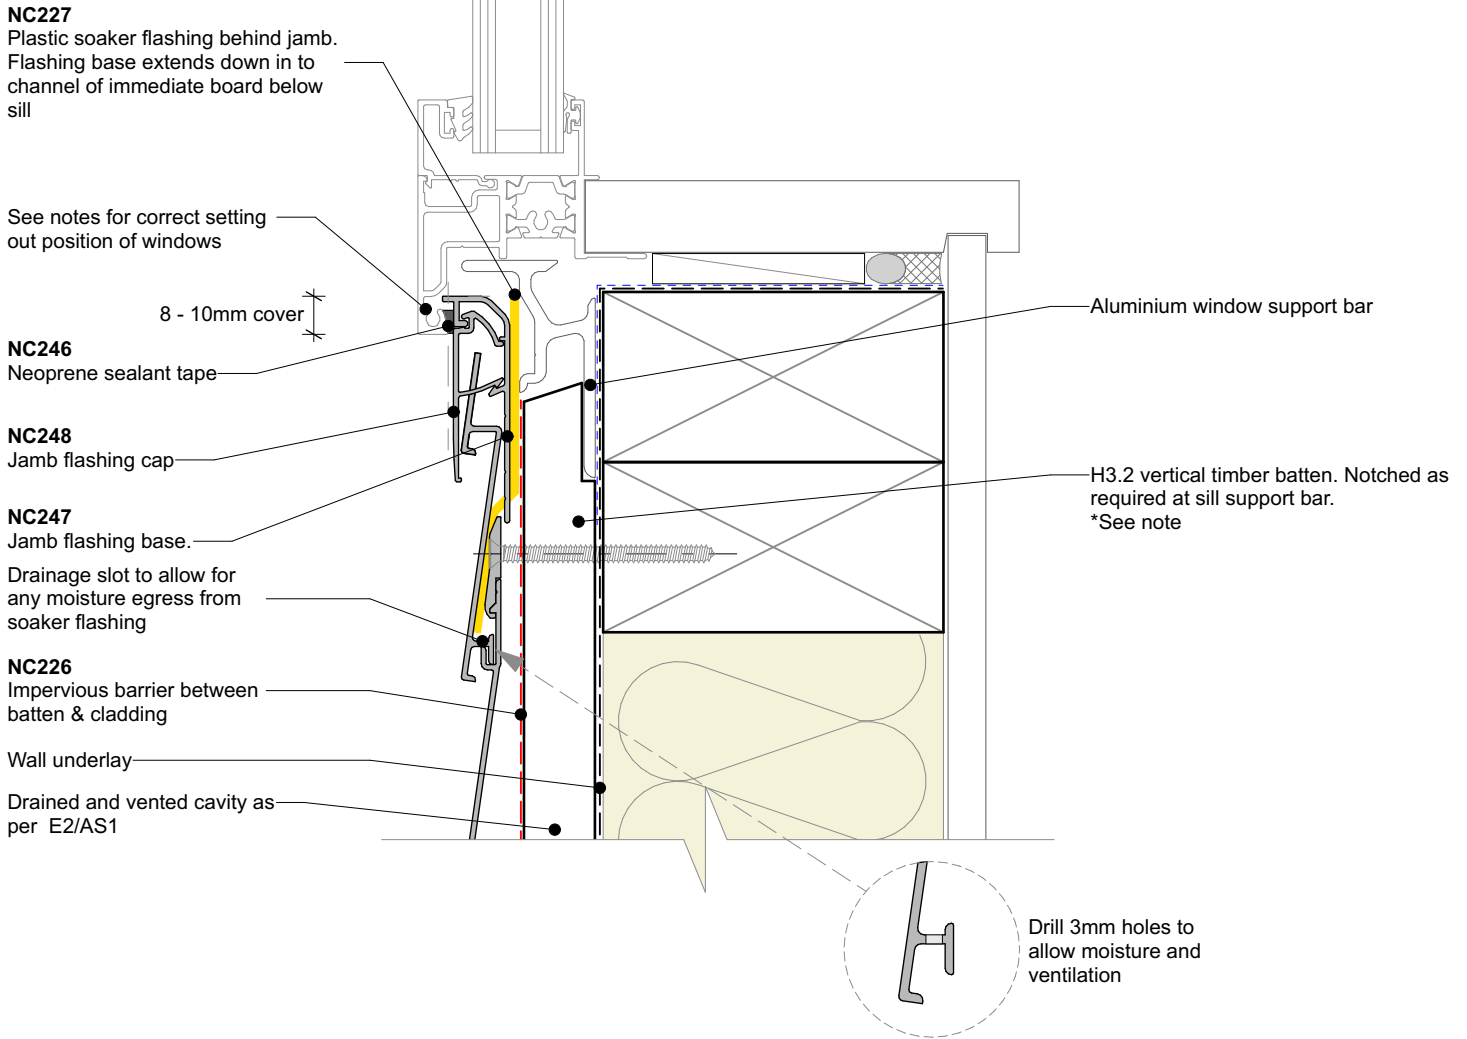 NC227
Plastic soaker flashing behind jamb.
Flashing base extends down in to
channel of immediate board below
sill
See notes for correct setting
out position of windows
8 - 10mm cover
NC246
Neoprene sealant tape
NC248
Jamb flashing cap
NC247
Jamb flashing base.
Drainage slot to allow for
any moisture egress from
soaker flashing
NC226
Impervious barrier between
batten & cladding
Wall underlay
Drained and vented cavity as
per E2/AS1
Aluminium window support bar
H3.2 vertical timber batten. Notched as
required at sill support bar.
*See note
Drill 3mm holes to
allow moisture and
ventilation